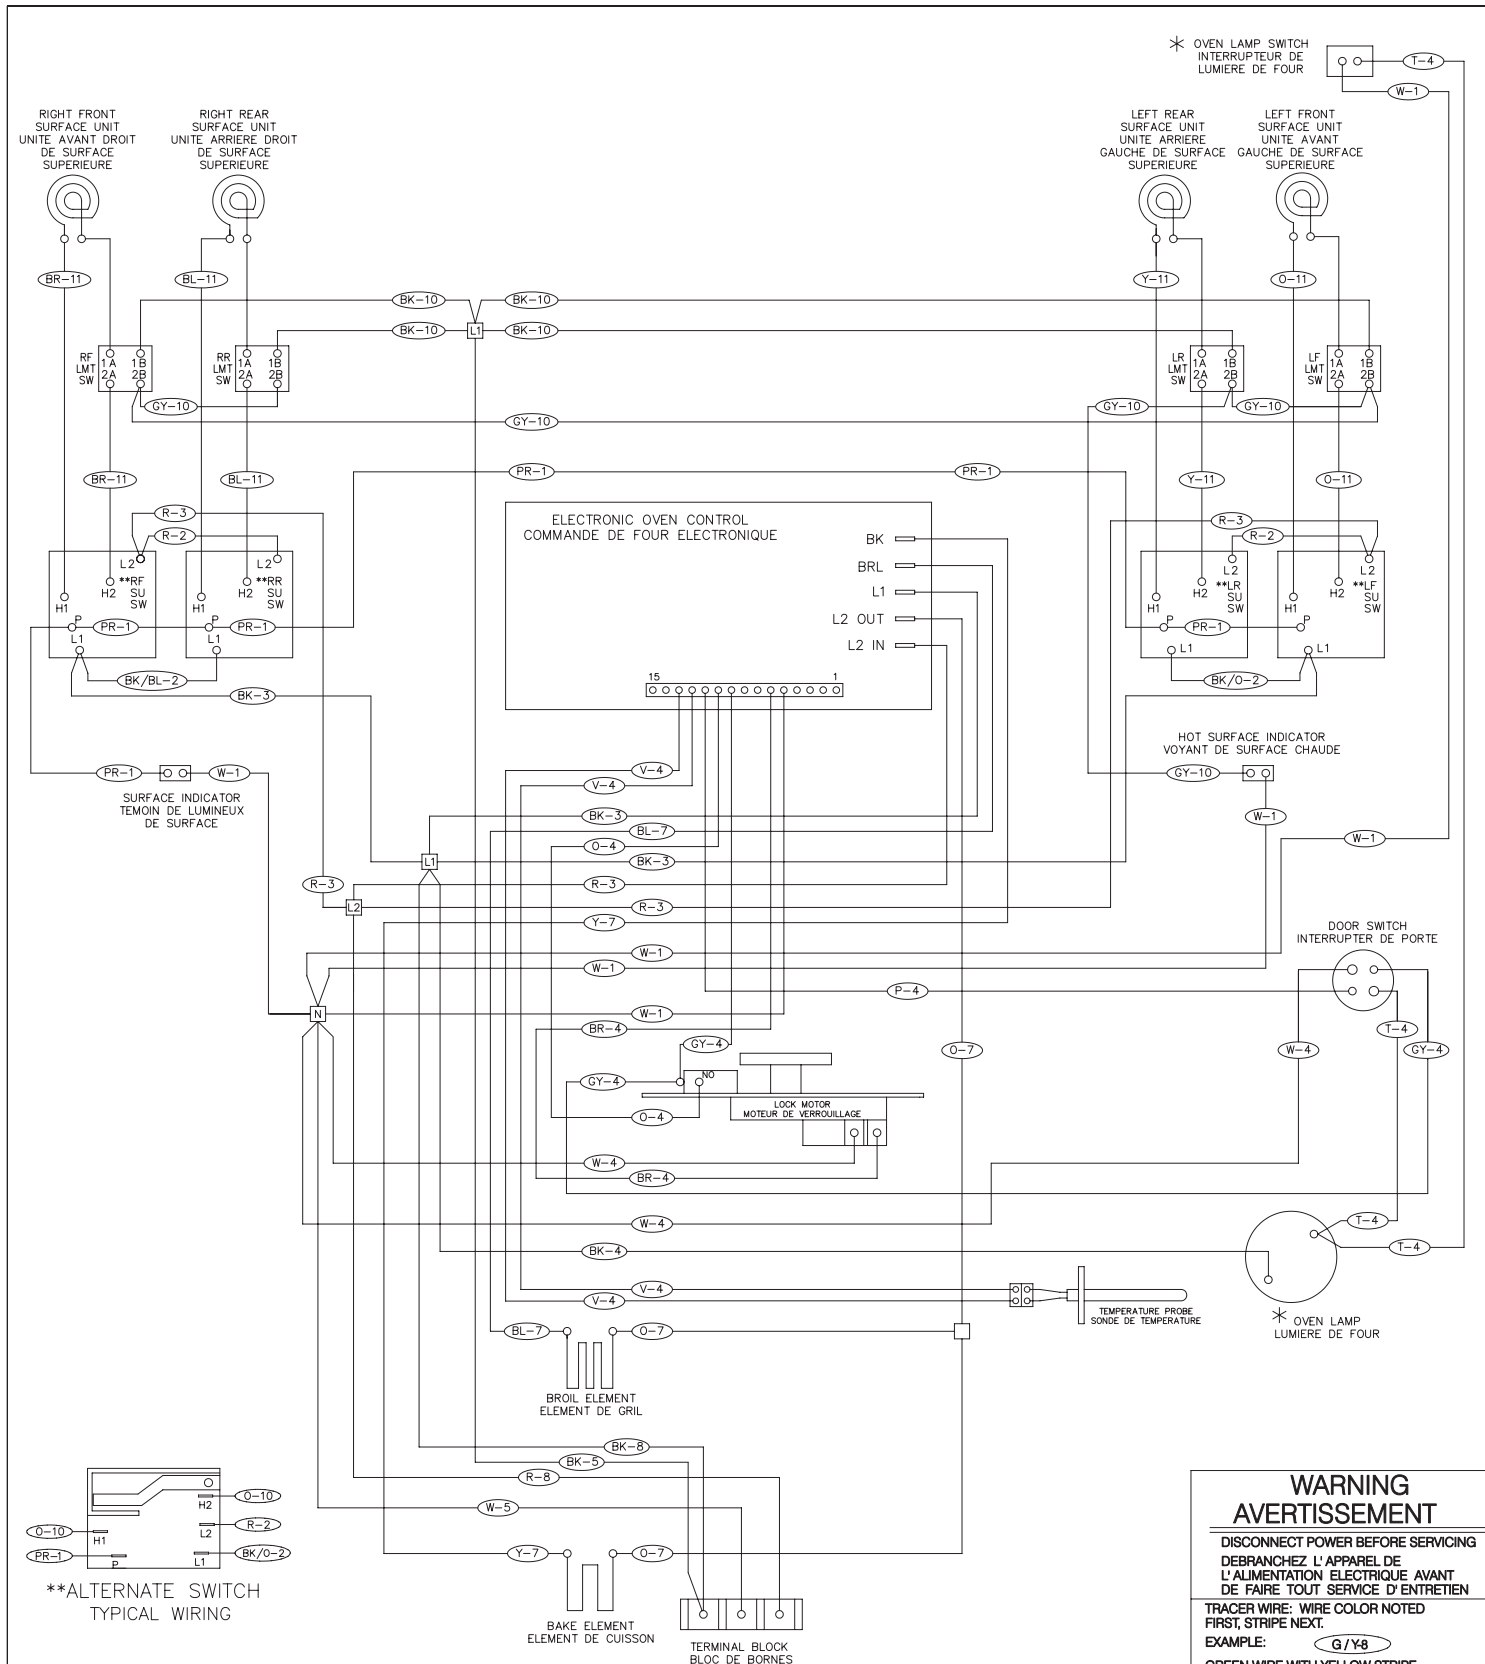 OVEN LAMP SWITCH
INTERRUPTEUR DE
LUMIERE DE FOUR
T-4
W-1
RIGHT FRONT
SURFACE UNIT
UNITE AVANT DROIT
DE SURFACE
SUPERIEURE
RIGHT REAR
SURFACE UNIT
UNITE ARRIERE DROIT
DE SURFACE
SUPERIEURE
LEFT REAR
SURFACE UNIT
UNITE ARRIERE
GAUCHE DE SURFACE
SUPERIEURE
LEFT FRONT
SURFACE UNIT
UNITE AVANT
GAUCHE DE SURFACE
SUPERIEURE
BR-11
BL-11
Y-11
O-11
BK-10
BK-10
BK-10
L1
BK-10
RF
LMT
SW
1A
1B
2A
2B
RR
LMT
SW
1A
1B
2A
2B
LR
LMT
SW
1A
1B
2A
2B
LF
LMT
SW
1A
1B
2A
2B
GY-10
GY-10
GY-10
GY-10
PR-1
PR-1
BR-11
BL-11
Y-11
O-11
R-3
R-2
R-3
R-2
L2
**RF
SU
SW
H1
H2
P
L1
L2
**RR
SU
SW
H1
H2
P
L1
PR-1
PR-1
L2
**LR
SU
SW
H1
H2
P
L1
L2
**LF
SU
SW
H1
H2
P
L1
PR-1
BK/BL-2
BK-3
BK/O-2
ELECTRONIC OVEN CONTROL
COMMANDE DE FOUR ELECTRONIQUE
BK
BRL
L1
L2 OUT
L2 IN
15
1
HOT SURFACE INDICATOR
VOYANT DE SURFACE CHAUDE
GY-10
W-1
W-1
PR-1
W-1
SURFACE INDICATOR
TEMOIN DE LUMINEUX
DE SURFACE
V-4
V-4
BK-3
BL-7
O-4
L1
BK-3
R-3
R-3
L2
R-3
Y-7
W-1
W-1
P-4
N
W-1
BR-4
GY-4
O-7
DOOR SWITCH
INTERRUPTER DE PORTE
T-4
W-4
GY-4
GY-4
NO
LOCK MOTOR
MOTEUR DE VERROUILLAGE
O-4
W-4
BR-4
W-4
T-4
BK-4
T-4
V-4
V-4
TEMPERATURE PROBE
SONDE DE TEMPERATURE
OVEN LAMP
LUMIERE DE FOUR
BL-7
O-7
BROIL ELEMENT
ELEMENT DE GRIL
BK-8
BK-5
R-8
W-5
Y-7
O-7
BAKE ELEMENT
ELEMENT DE CUISSON
TERMINAL BLOCK
BLOC DE BORNES
H2
O-10
L2
R-2
O-10
H1
PR-1
P
L1
BK/O-2
**ALTERNATE SWITCH
TYPICAL WIRING
WARNING
AVERTISSEMENT
DISCONNECT POWER BEFORE SERVICING
DEBRANCHEZ L'APPAREL DE
L'ALIMENTATION ELECTRIQUE AVANT
DE FAIRE TOUT SERVICE D'ENTRETIEN
TRACER WIRE: WIRE COLOR NOTED
FIRST, STRIPE NEXT.
EXAMPLE: G/Y-8
GREEN WIRE WITH YELLOW STRIPE